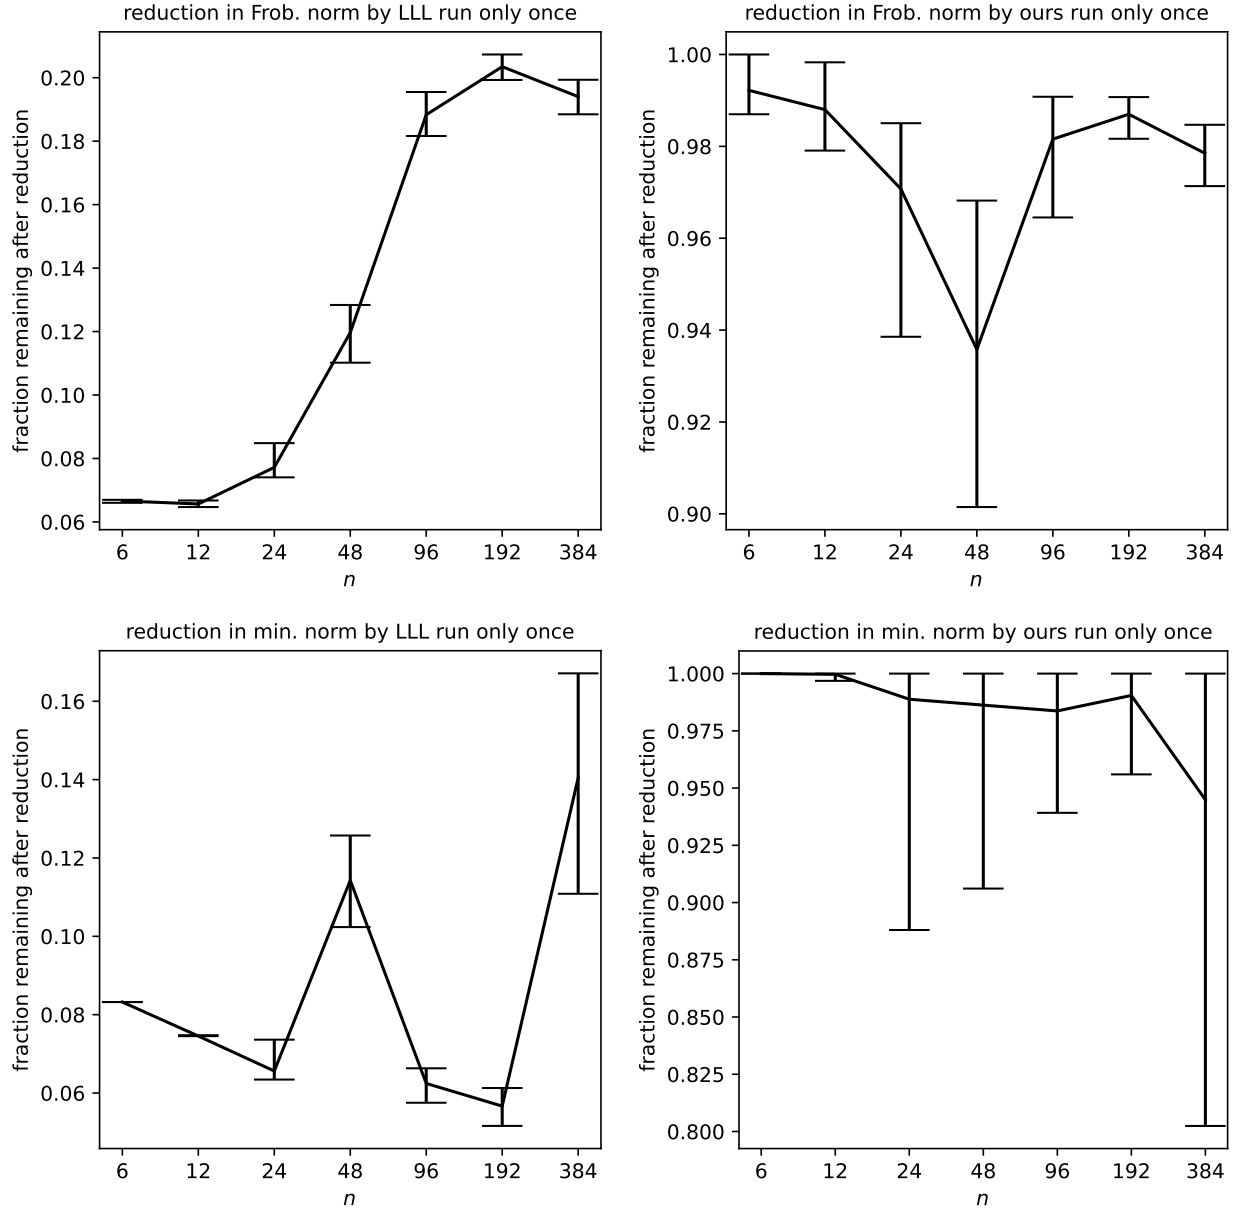 reduction in Frob. norm by LLL run only once
fraction remaining after reduction
0.20
0.18
0.16
0.14
0.12
0.10
0.08
0.06
6 12 24 48 96 192 384
n
reduction in Frob. norm by ours run only once
fraction remaining after reduction
1.00
0.98
0.96
0.94
0.92
0.90
6 12 24 48 96 192 384
n
reduction in min. norm by LLL run only once
fraction remaining after reduction
0.16
0.14
0.12
0.10
0.08
0.06
6 12 24 48 96 192 384
n
reduction in min. norm by ours run only once
fraction remaining after reduction
1.000
0.975
0.950
0.925
0.900
0.875
0.850
0.825
0.800
6 12 24 48 96 192 384
n